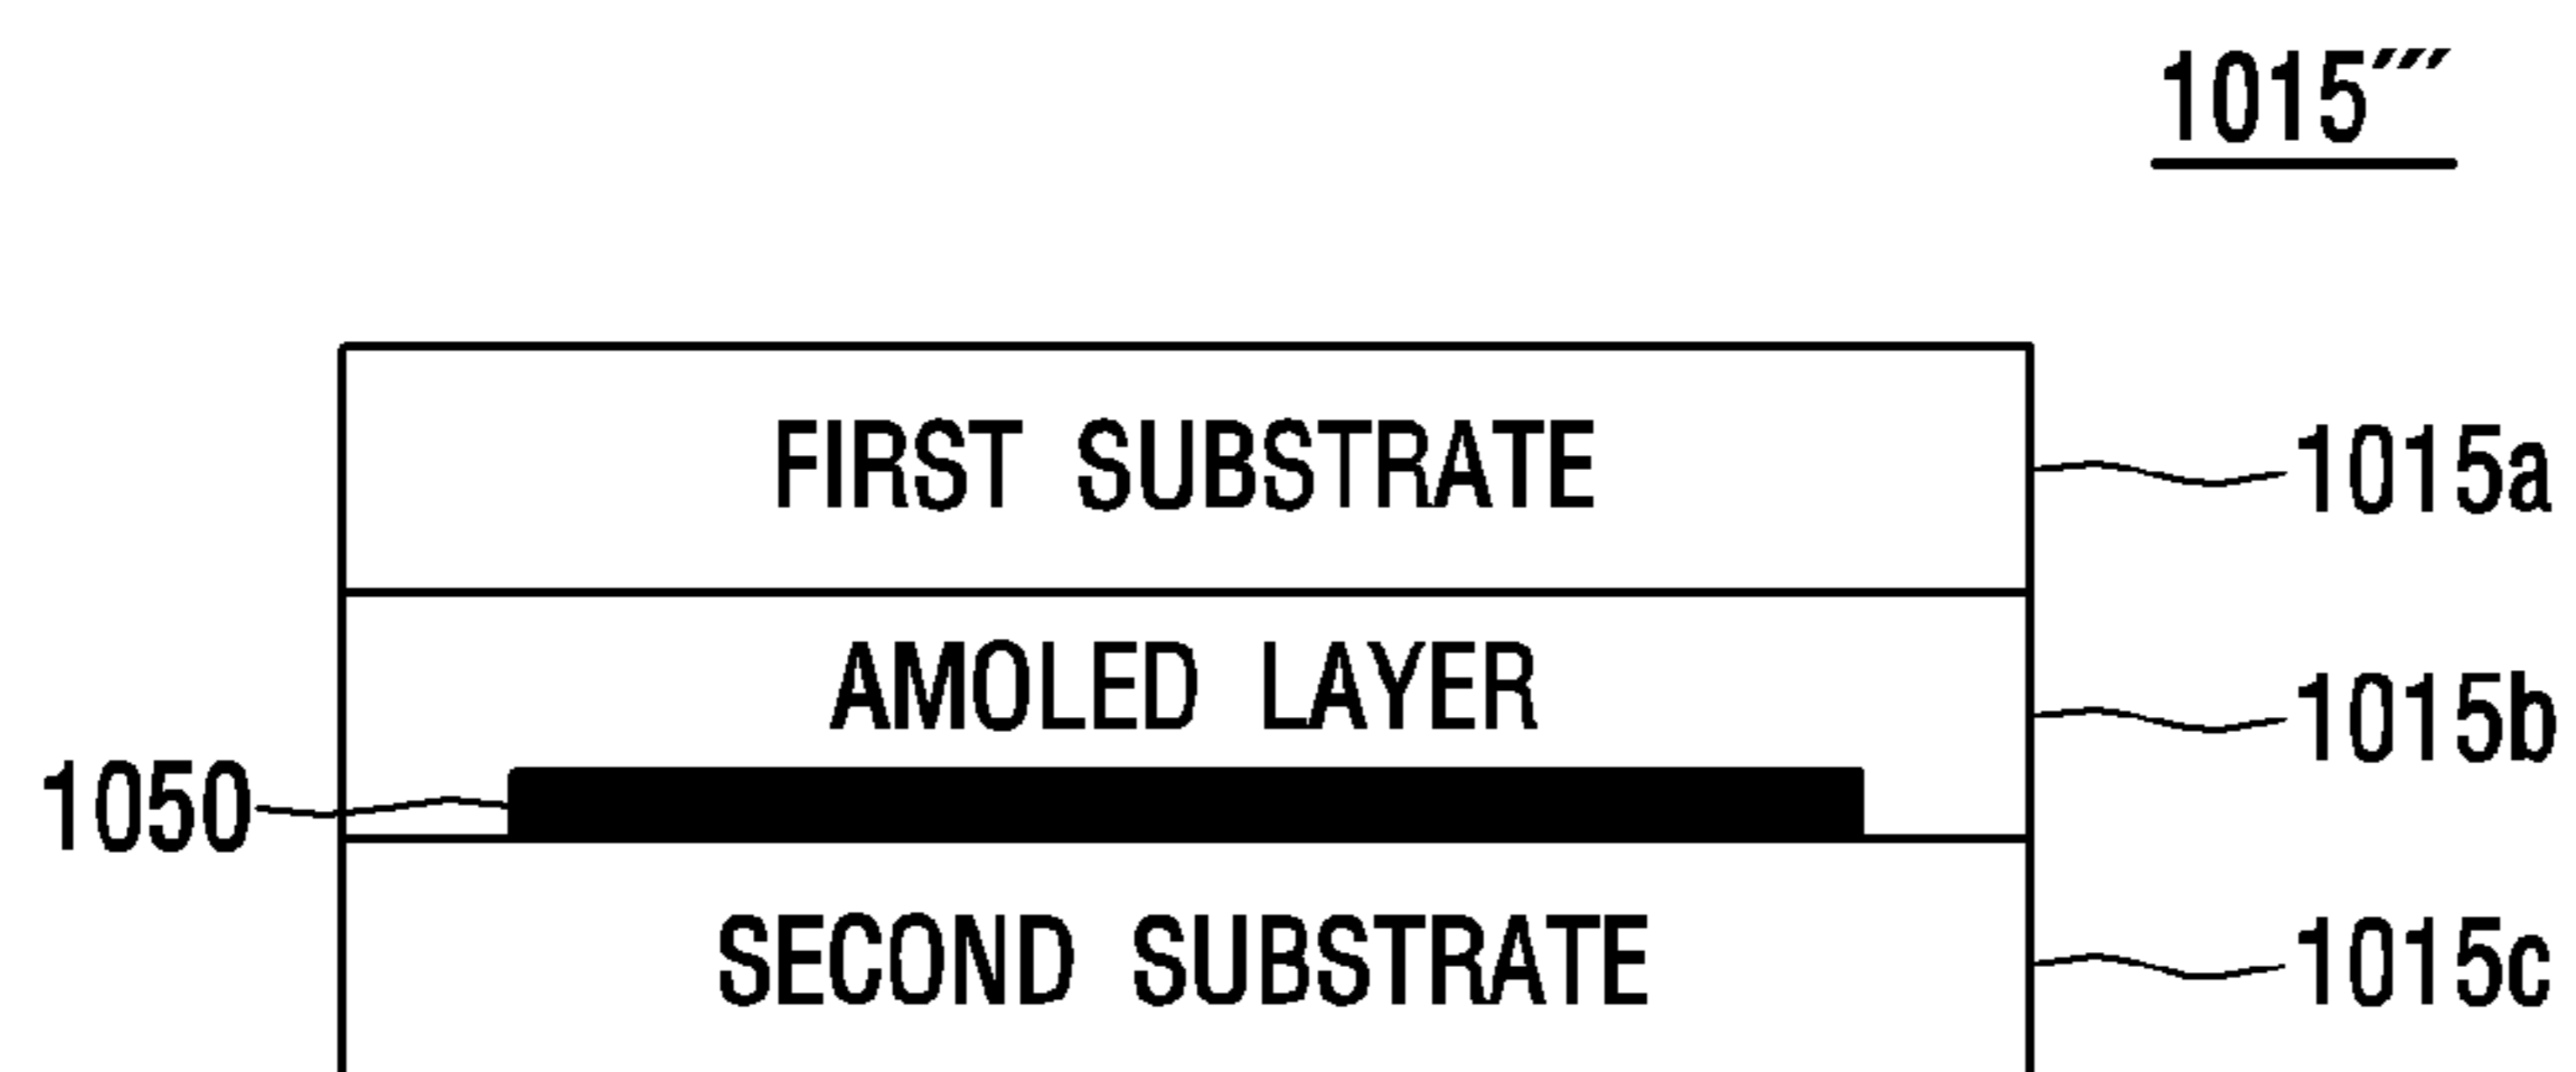 1015‴
FIRST SUBSTRATE 1015a
AMOLED LAYER 1015b
1050
SECOND SUBSTRATE 1015c